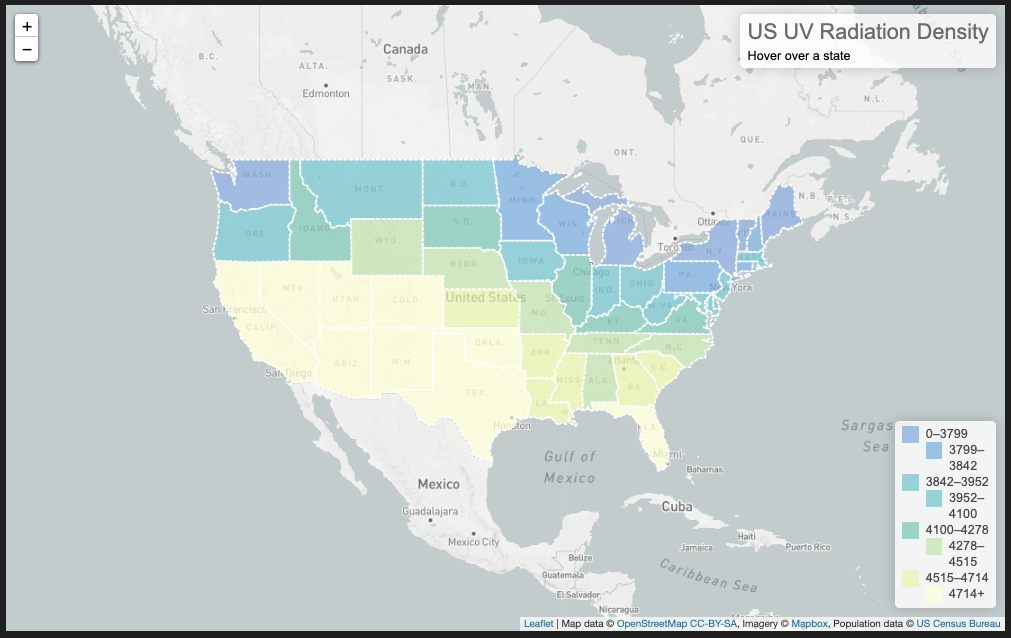 +
−
US UV Radiation Density
Hover over a state
Canada
B.C.
ALTA.
SASK.
MAN.
Edmonton
N.L.
QUE.
ONT.
N.B.
P.E.I.
N.S.
WASH.
MONT.
N.D.
MINN.
Ottawa
MAINE
ORE.
IDAHO
S.D.
WIS.
MICH.
Toronto
N.Y.
WYO.
IOWA
Chicago
PA.
NEBR.
IND.
OHIO
New York
NEV.
UTAH
COLO.
United States
St Louis
W.VA.
San Francisco
MO.
KY.
VA.
CALIF.
OKLA.
TENN.
N.C.
ARIZ.
N.M.
ARK.
Atlanta
S.C.
San Diego
MISS.
ALA.
GA.
TEX.
LA.
Houston
FLA.
Miami
Gulf of
Mexico
Bahamas
Sargas
Sea
Mexico
Guadalajara
Mexico City
Cuba
Haiti
Jamaica
Puerto Rico
Belize
Guatemala
El Salvador
Nicaragua
Caribbean Sea
0–3799
3799–
3842
3842–3952
3952–
4100
4100–4278
4278–
4515
4515–4714
4714+
Leaflet | Map data © OpenStreetMap CC-BY-SA, Imagery © Mapbox, Population data © US Census Bureau